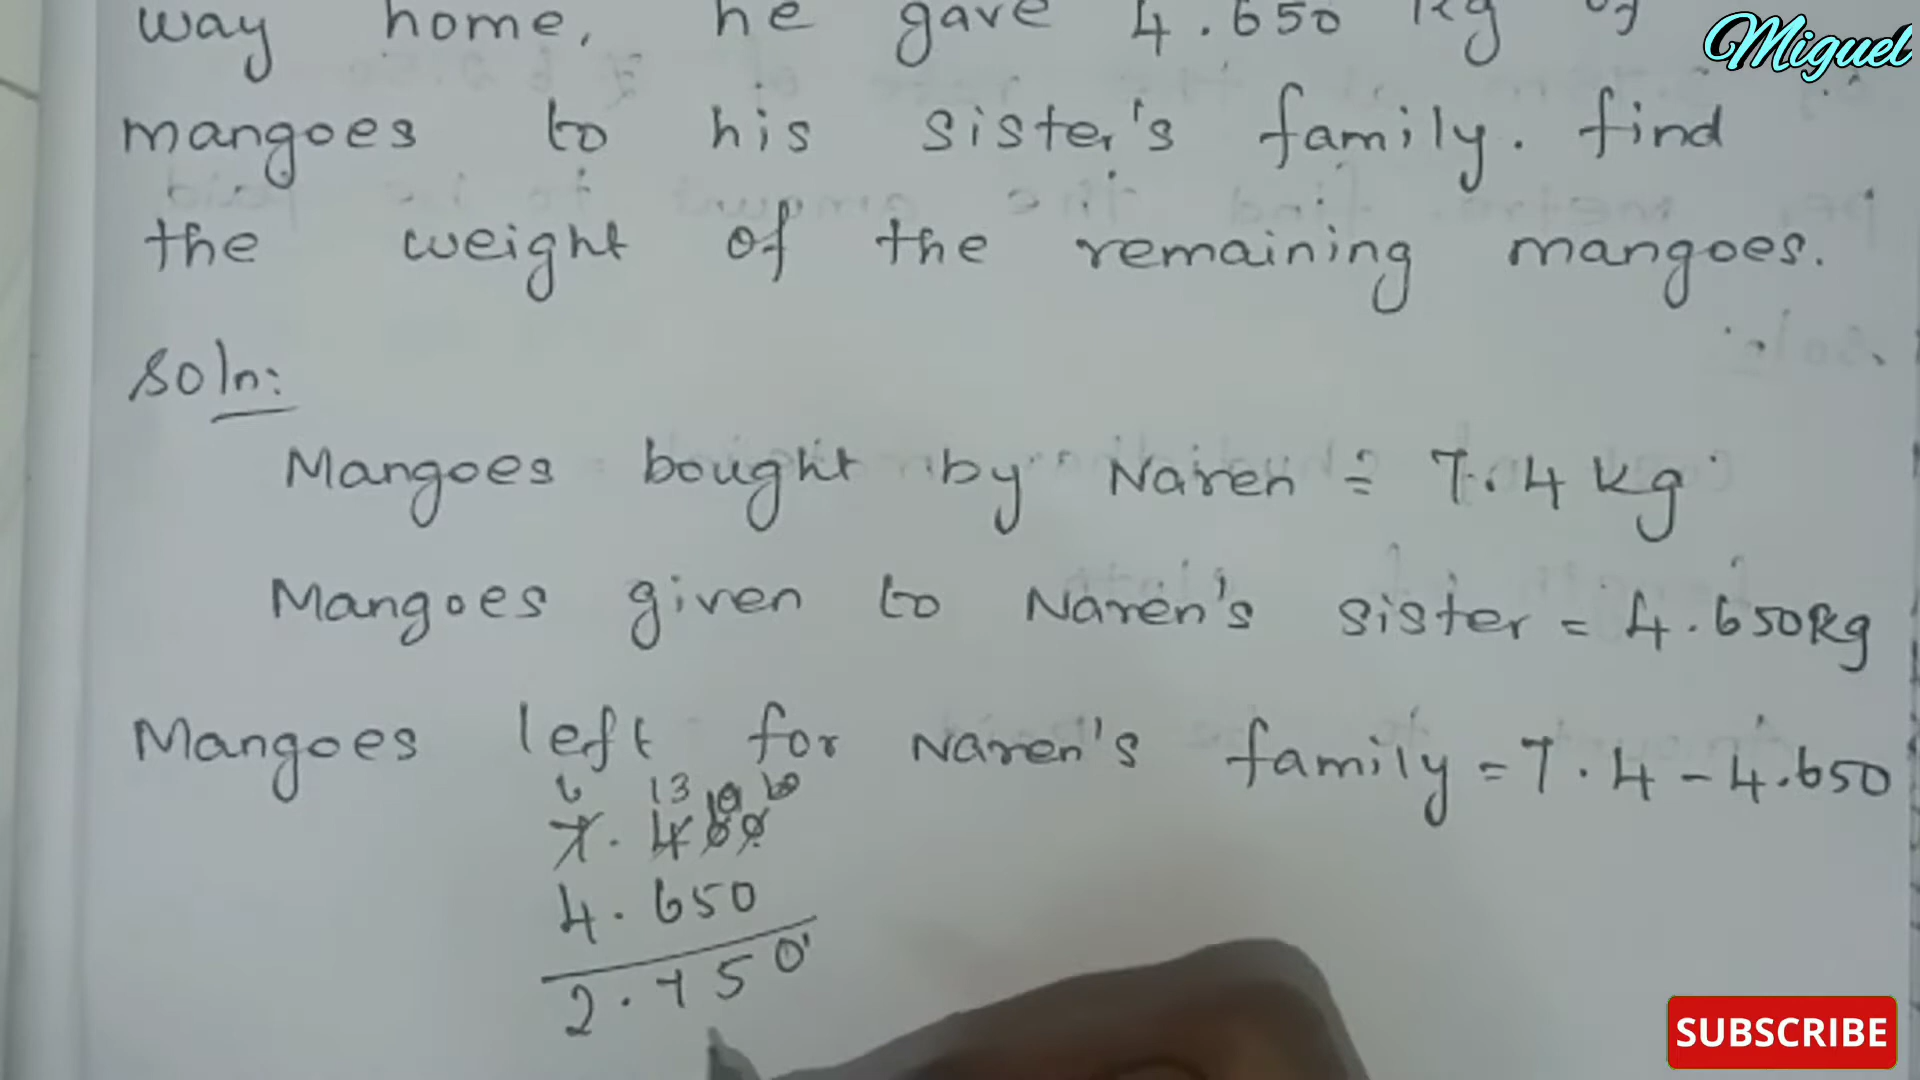 way home, he gave 4.650 kg of
Miguel
mangoes to his sister's family. find
the weight of the remaining mangoes.
soln:
Mangoes bought by Naren = 7.4 kg
Mangoes given to Naren's sister = 4.650kg
Mangoes left for Naren's family = 7.4 - 4.650
6 13 10
7.400
4.650
2.750
SUBSCRIBE